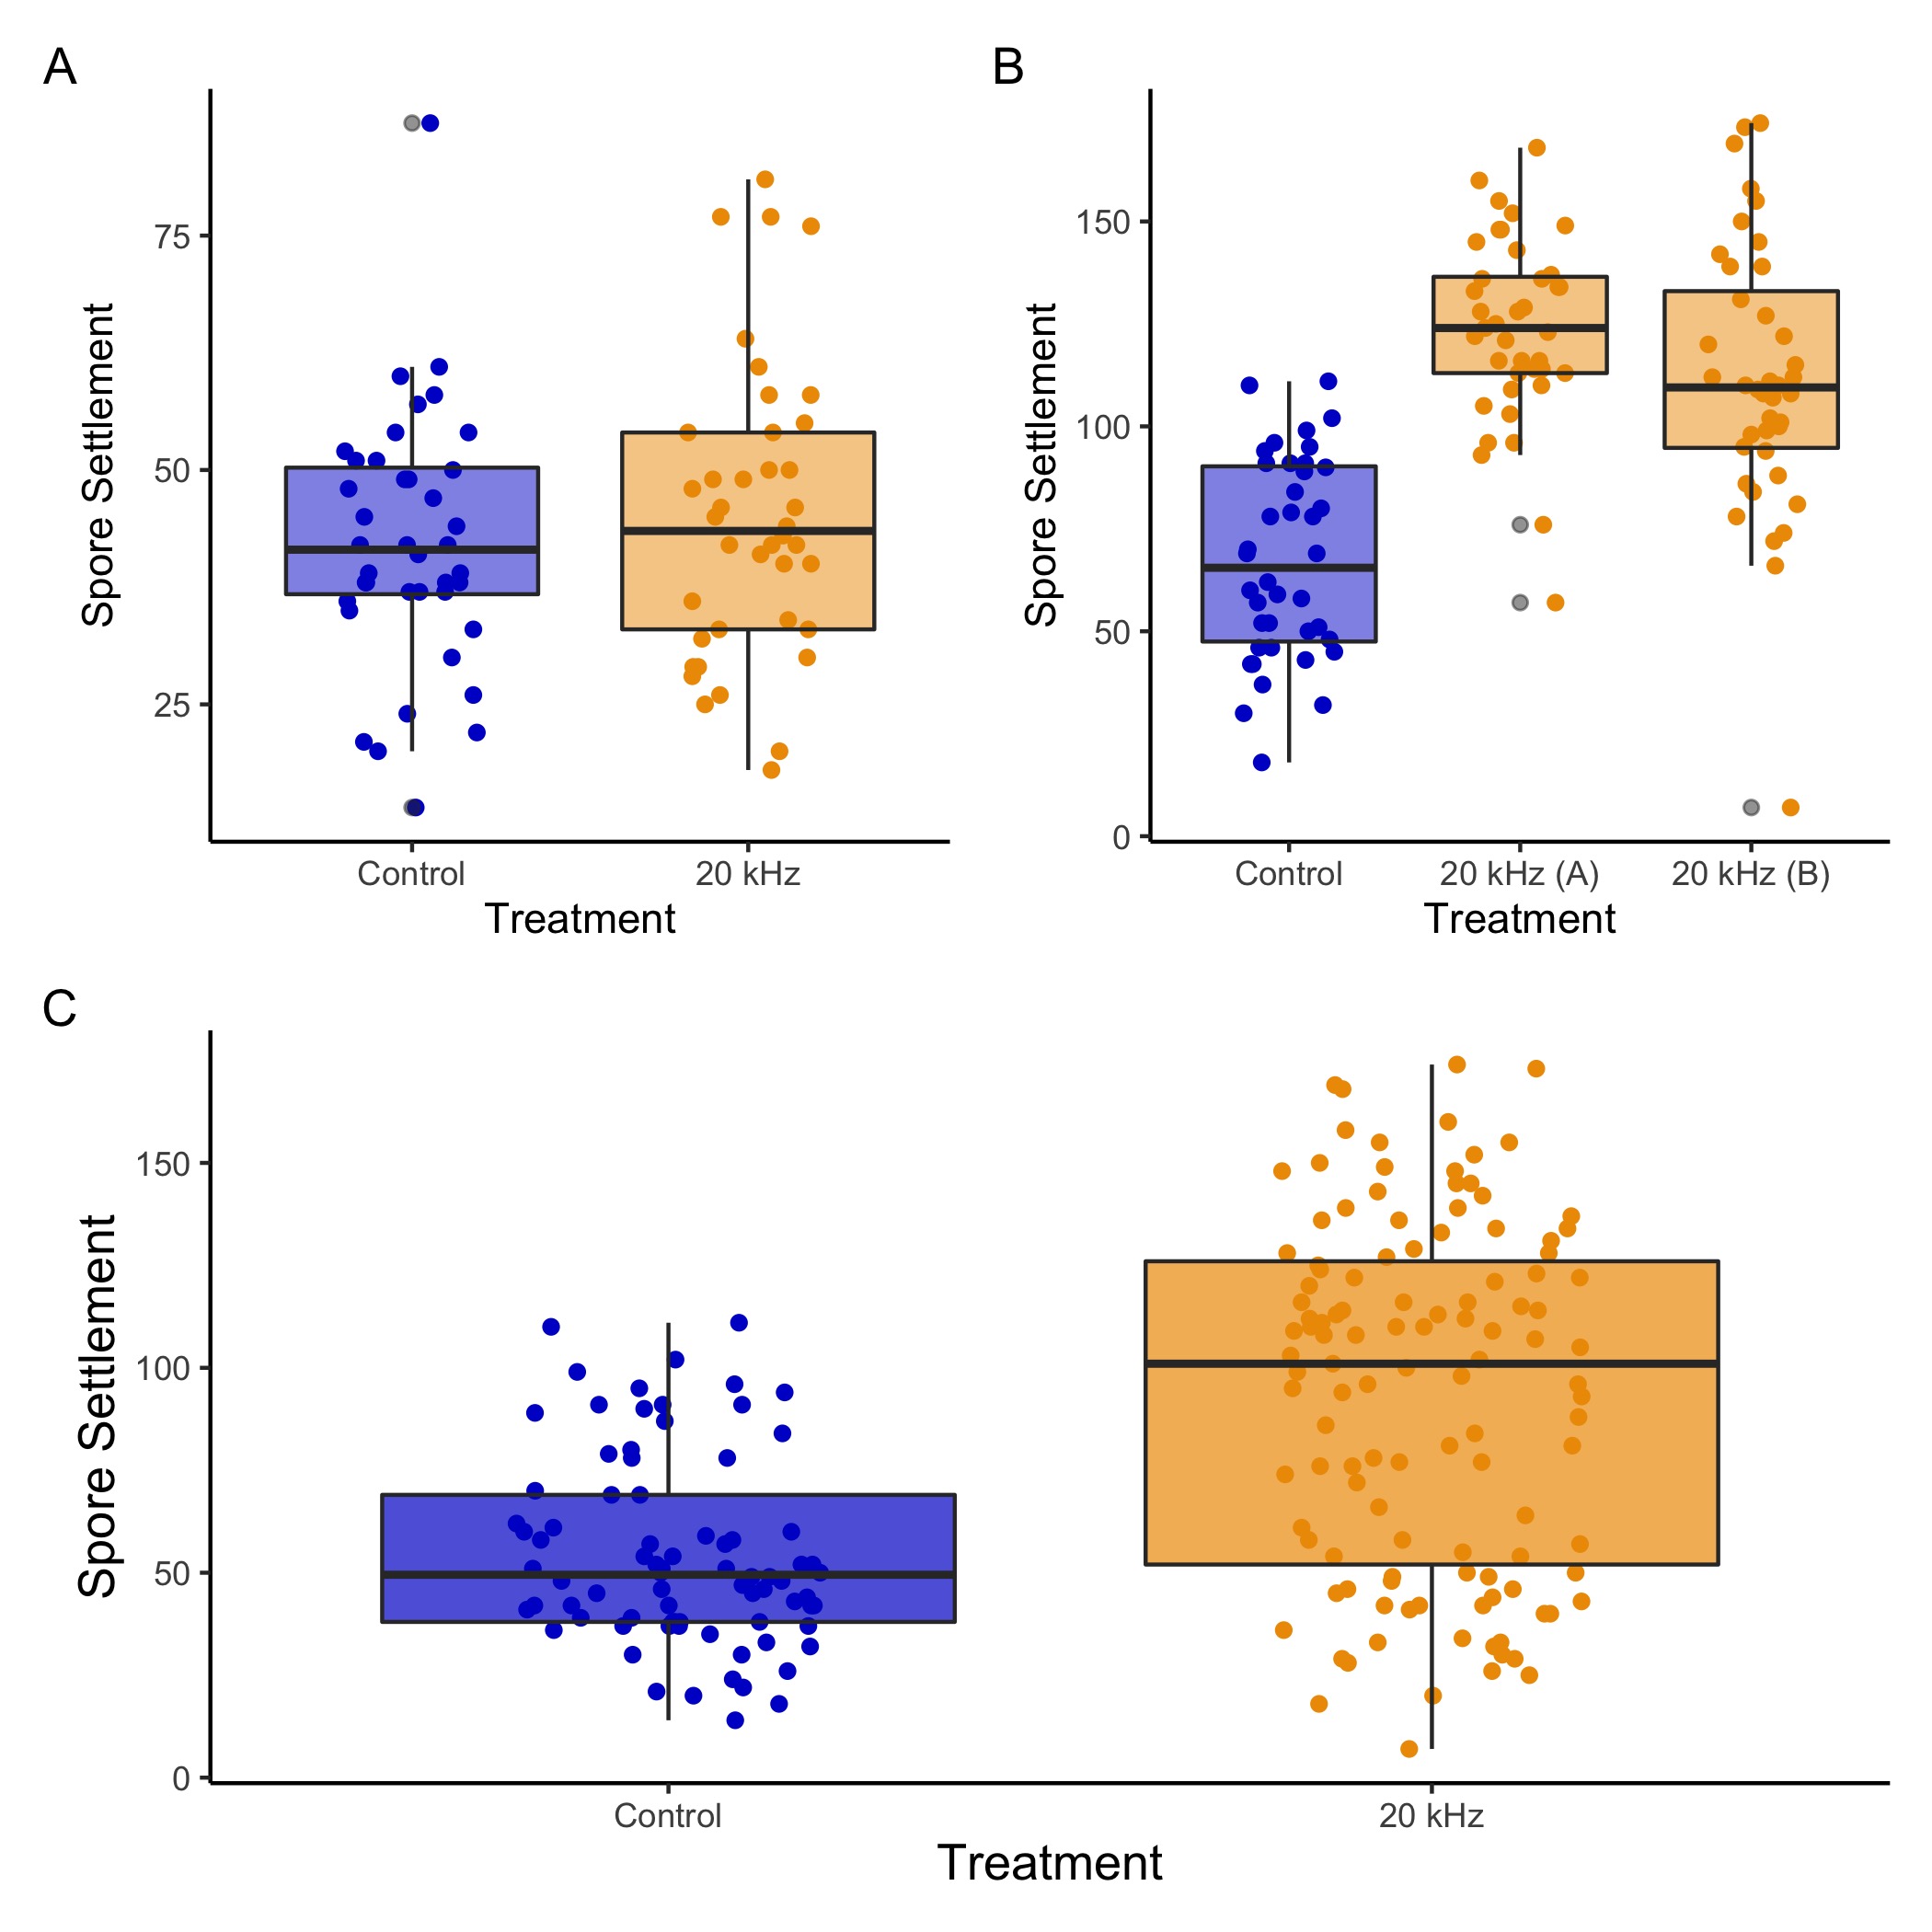 A
Spore Settlement
75
50
25
Control 20 kHz
Treatment
B
Spore Settlement
150
100
50
0
Control 20 kHz (A) 20 kHz (B)
Treatment
C
Spore Settlement
150
100
50
0
Control 20 kHz
Treatment